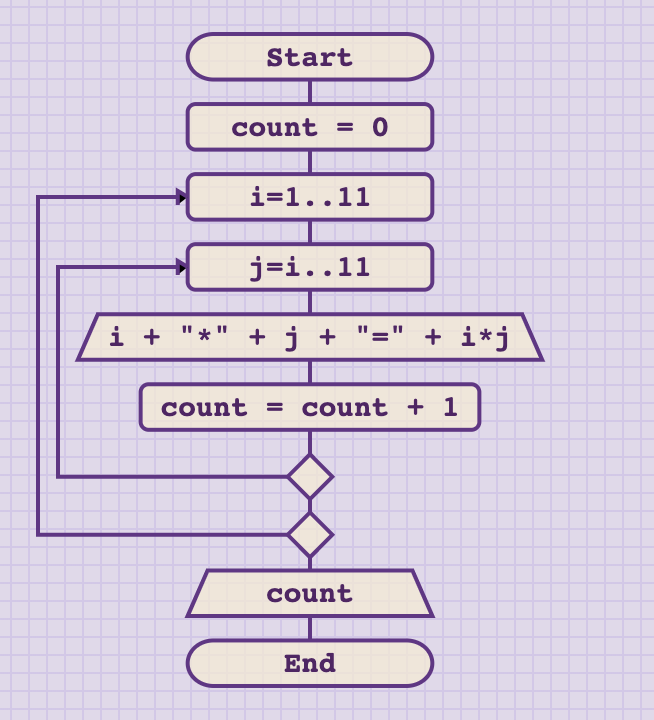 Start
count = 0
i=1..11
j=i..11
i + "*" + j + "=" + i*j
count = count + 1
count
End